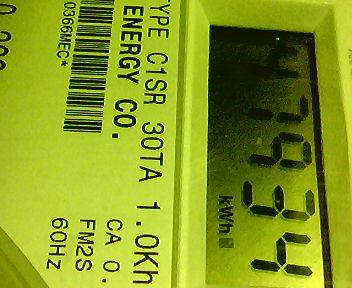 47934
kWh
TYPE C1SR 30TA 1.0Kh
ENERGY CO. CA 0.
FM2S
0366MEC* 60Hz